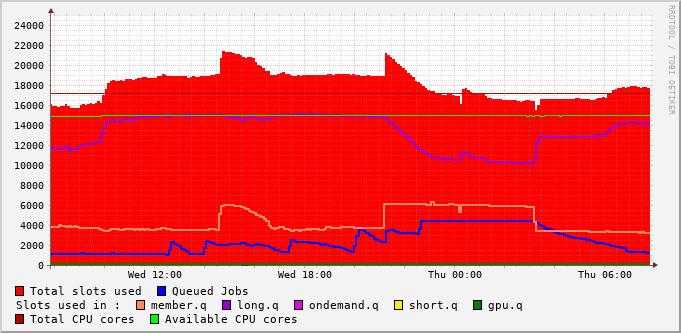 RRDTOOL / TOBI OETIKER
24000
22000
20000
18000
16000
14000
12000
10000
8000
6000
4000
2000
0
Wed 12:00 Wed 18:00 Thu 00:00 Thu 06:00
Total slots used Queued Jobs
Slots used in : member.q long.q ondemand.q short.q gpu.q
Total CPU cores Available CPU cores